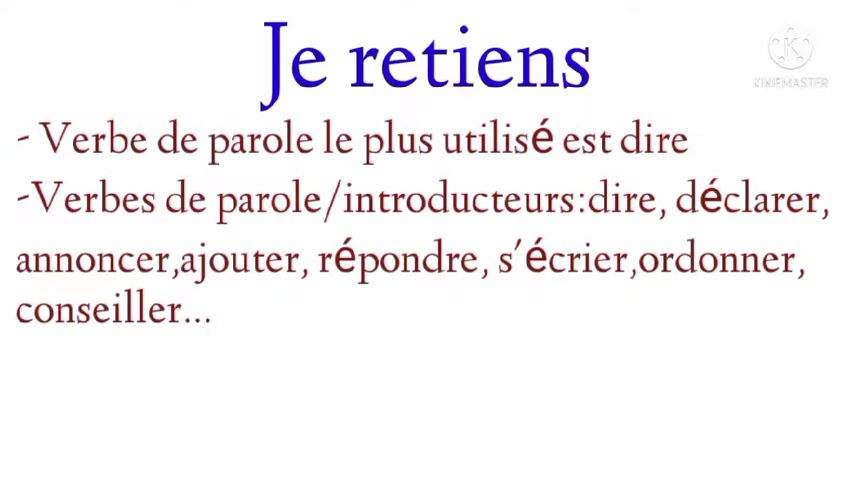 Je retiens
KINEMASTER
- Verbe de parole le plus utilisé est dire
-Verbes de parole/introducteurs:dire, déclarer,
annoncer,ajouter, répondre, s'écrier,ordonner,
conseiller...